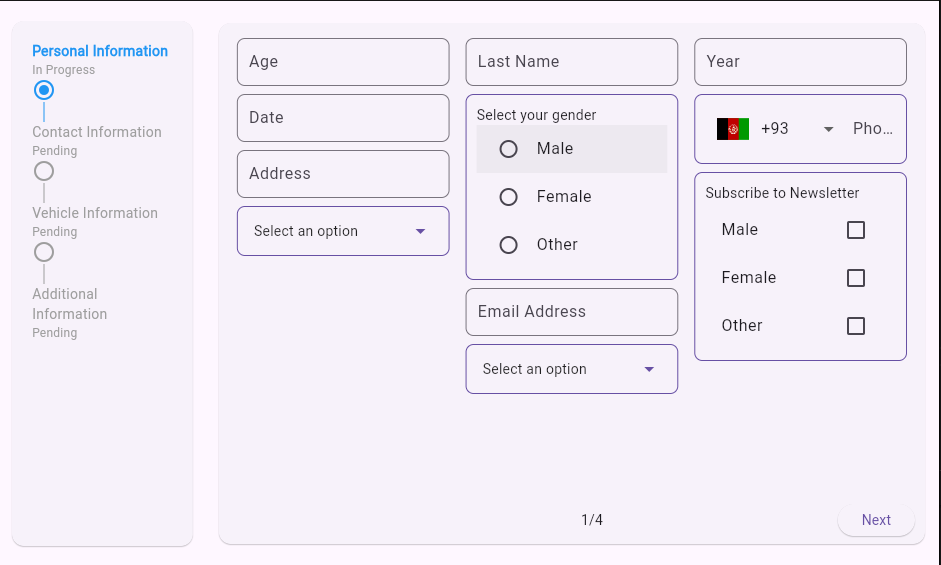 Personal Information
In Progress
Contact Information
Pending
Vehicle Information
Pending
Additional
Information
Pending
Age
Date
Address
Select an option
Last Name
Select your gender
Male
Female
Other
Email Address
Select an option
Year
+93
Pho...
Subscribe to Newsletter
Male
Female
Other
1/4
Next